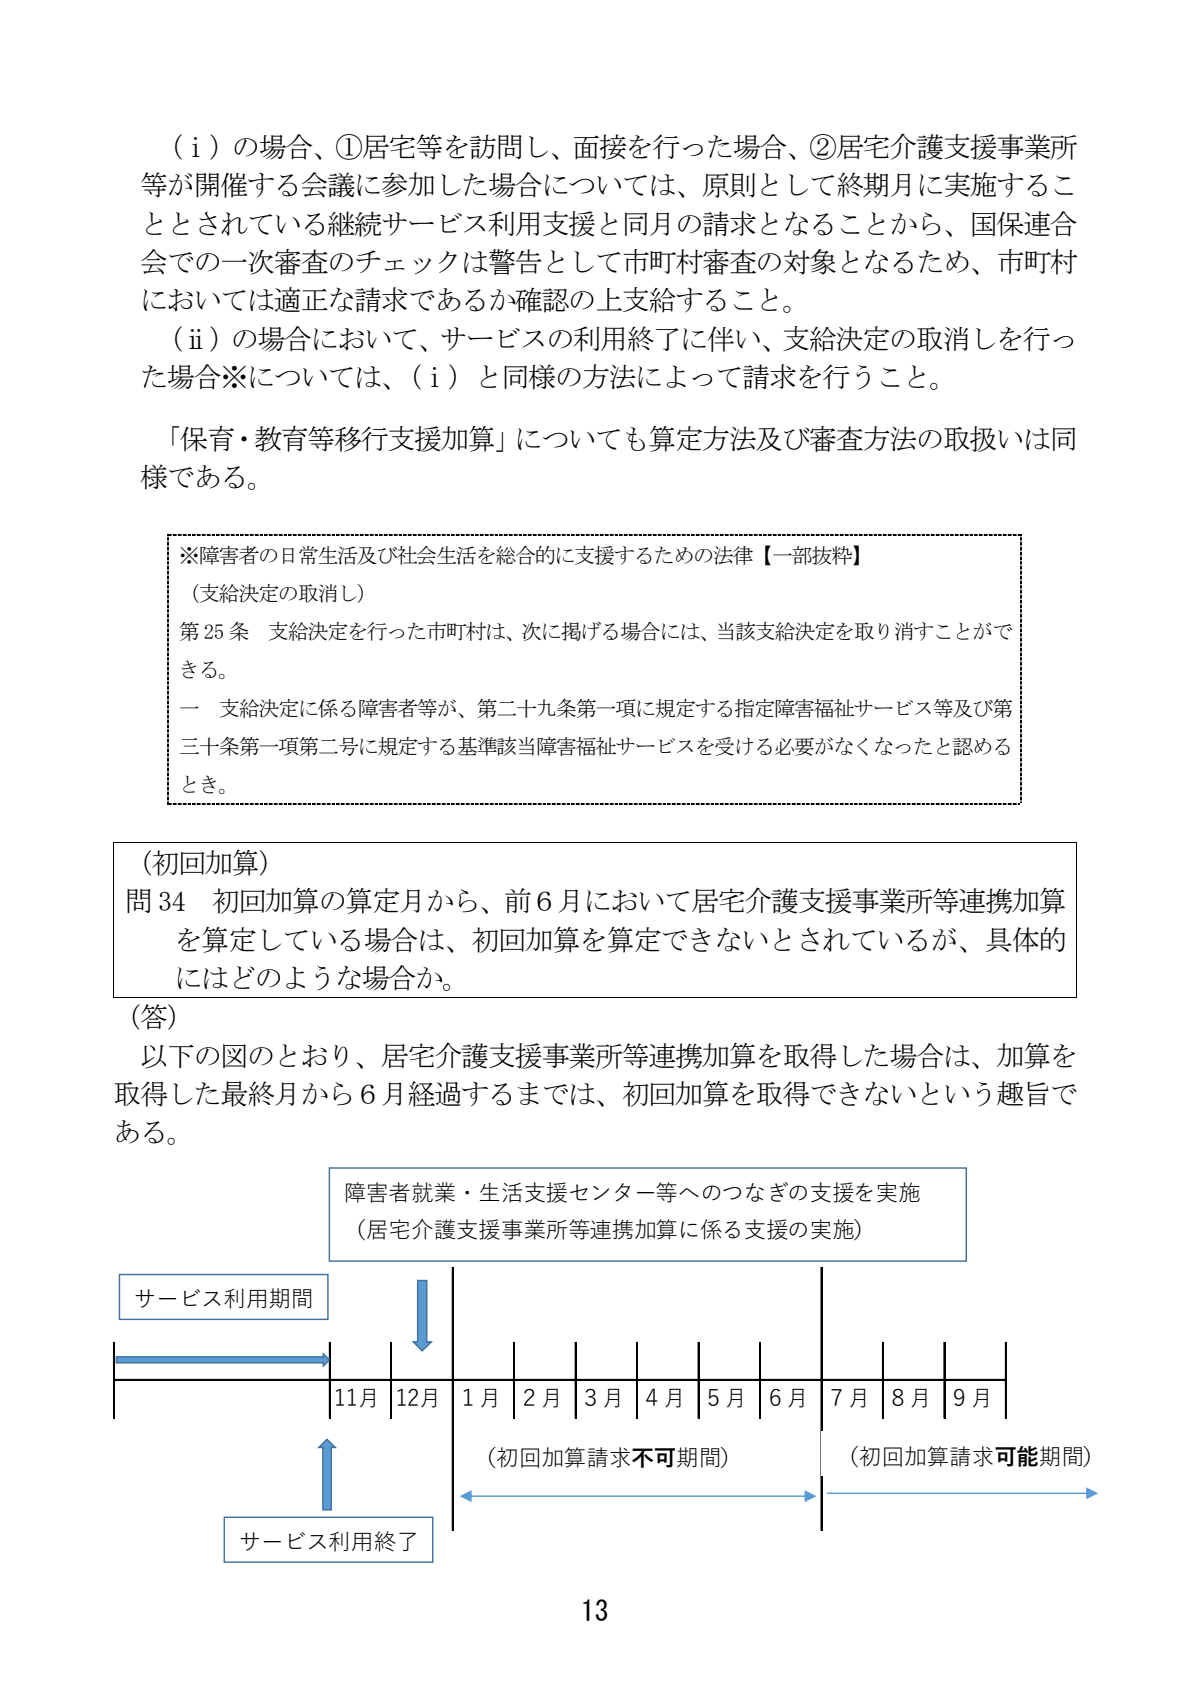 （ⅰ）の場合、①居宅等を訪問し、面接を行った場合、②居宅介護支援事業所
等が開催する会議に参加した場合については、原則として終期月に実施するこ
ととされている継続サービス利用支援と同月の請求となることから、国保連合
会での一次審査のチェックは警告として市町村審査の対象となるため、市町村
においては適正な請求であるか確認の上支給すること。
（ⅱ）の場合において、サービスの利用終了に伴い、支給決定の取消しを行っ
た場合※については、（ⅰ）と同様の方法によって請求を行うこと。
「保育・教育等移行支援加算」についても算定方法及び審査方法の取扱いは同
様である。
※障害者の日常生活及び社会生活を総合的に支援するための法律【一部抜粋】
（支給決定の取消し）
第 25 条　支給決定を行った市町村は、次に掲げる場合には、当該支給決定を取り消すことがで
きる。
一　支給決定に係る障害者等が、第二十九条第一項に規定する指定障害福祉サービス等及び第
三十条第一項第二号に規定する基準該当障害福祉サービスを受ける必要がなくなったと認める
とき。
（初回加算）
問 34　初回加算の算定月から、前６月において居宅介護支援事業所等連携加算
を算定している場合は、初回加算を算定できないとされているが、具体的
にはどのような場合か。
（答）
以下の図のとおり、居宅介護支援事業所等連携加算を取得した場合は、加算を
取得した最終月から６月経過するまでは、初回加算を取得できないという趣旨で
ある。
障害者就業・生活支援センター等へのつなぎの支援を実施
（居宅介護支援事業所等連携加算に係る支援の実施）
サービス利用期間
11月 12月 1月 2月 3月 4月 5月 6月 7月 8月 9月
（初回加算請求不可期間） （初回加算請求可能期間）
サービス利用終了
13